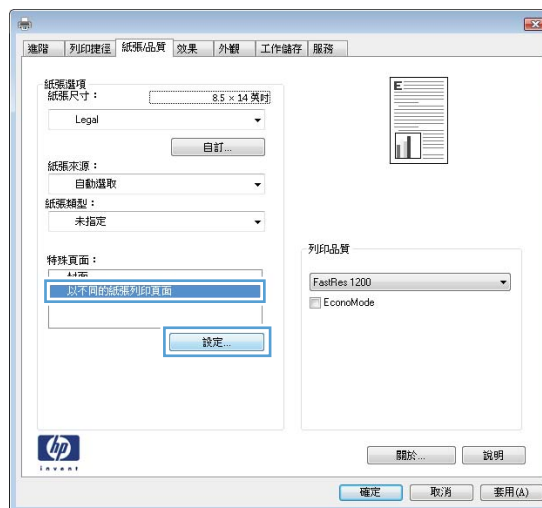 進階 列印捷徑 紙張/品質 效果 外觀 工作儲存 服務
紙張選項
紙張尺寸： 8.5 × 14 英吋
Legal
自訂...
紙張來源：
自動選取
紙張類型：
未指定
特殊頁面：
封面
以不同的紙張列印頁面
設定...
E
列印品質
FastRes 1200
EconoMode
hp
invent
關於... 說明
確定 取消 套用(A)